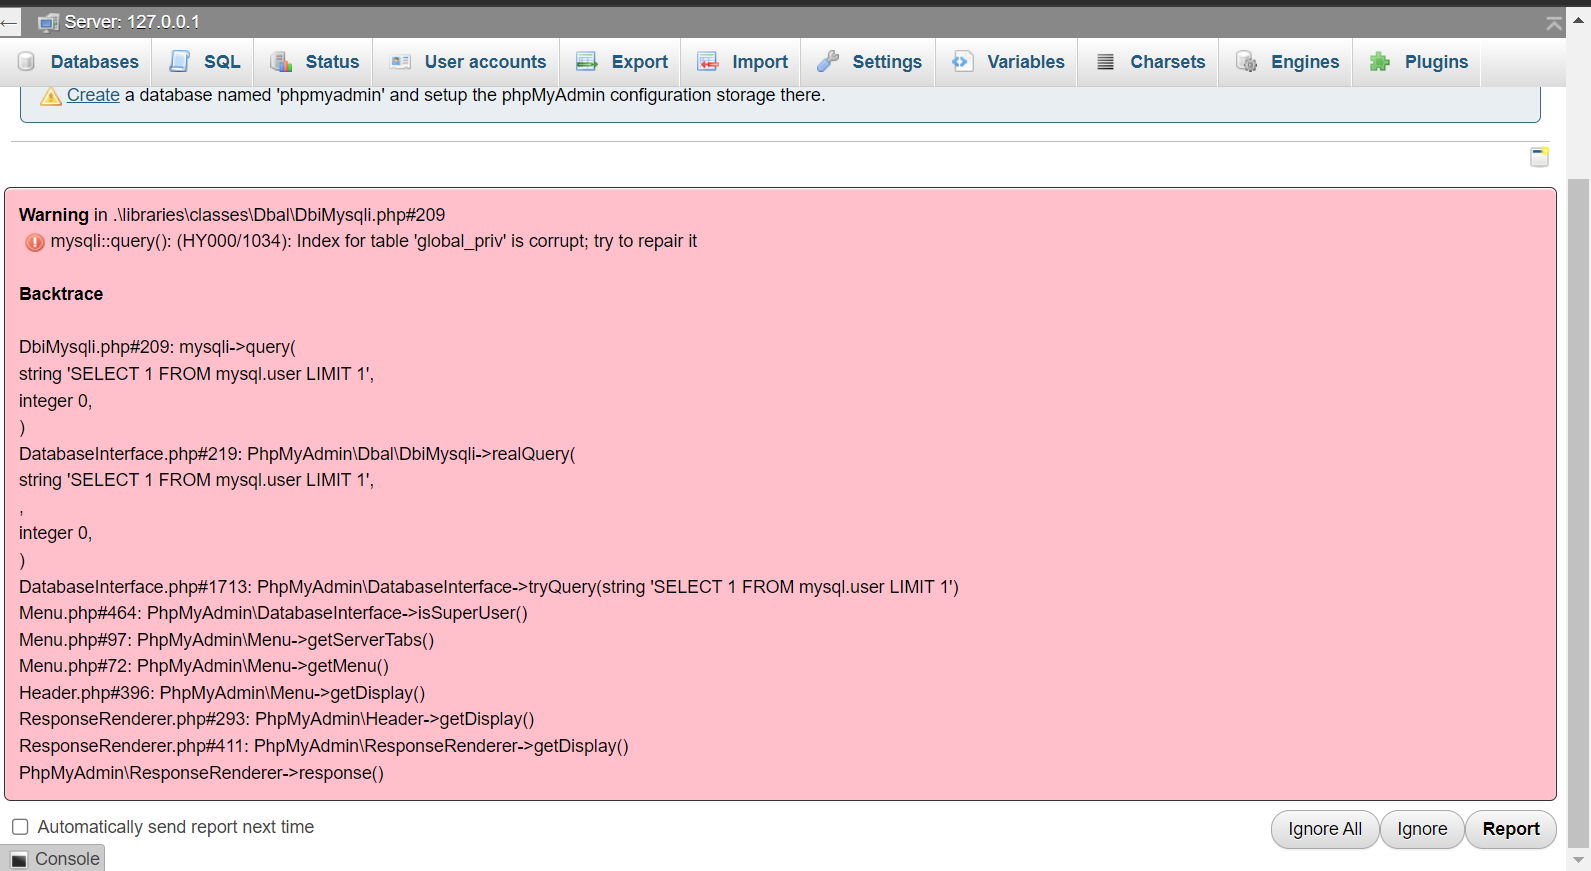 Server: 127.0.0.1
Databases SQL Status User accounts Export Import Settings Variables Charsets Engines Plugins
Create a database named 'phpmyadmin' and setup the phpMyAdmin configuration storage there.
Warning in .\libraries\classes\Dbal\DbiMysqli.php#209
mysqli::query(): (HY000/1034): Index for table 'global_priv' is corrupt; try to repair it
Backtrace
DbiMysqli.php#209: mysqli->query(
string 'SELECT 1 FROM mysql.user LIMIT 1',
integer 0,
)
DatabaseInterface.php#219: PhpMyAdmin\Dbal\DbiMysqli->realQuery(
string 'SELECT 1 FROM mysql.user LIMIT 1',
,
integer 0,
)
DatabaseInterface.php#1713: PhpMyAdmin\DatabaseInterface->tryQuery(string 'SELECT 1 FROM mysql.user LIMIT 1')
Menu.php#464: PhpMyAdmin\DatabaseInterface->isSuperUser()
Menu.php#97: PhpMyAdmin\Menu->getServerTabs()
Menu.php#72: PhpMyAdmin\Menu->getMenu()
Header.php#396: PhpMyAdmin\Menu->getDisplay()
ResponseRenderer.php#293: PhpMyAdmin\Header->getDisplay()
ResponseRenderer.php#411: PhpMyAdmin\ResponseRenderer->getDisplay()
PhpMyAdmin\ResponseRenderer->response()
Automatically send report next time
Ignore All Ignore Report
Console